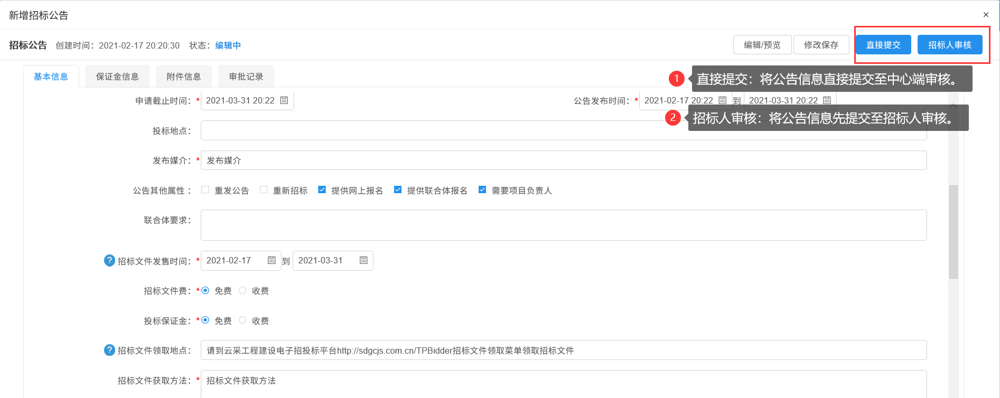 新增招标公告 ×
招标公告 创建时间：2021-02-17 20:20:30 状态：编辑中 编辑/预览 修改保存 直接提交 招标人审核
基本信息 保证金信息 附件信息 审批记录
1 直接提交：将公告信息直接提交至中心端审核。
申请截止时间：* 2021-03-31 20:22 公告发布时间：* 2021-02-17 20:22 到 2021-03-31 20:22
2 招标人审核：将公告信息先提交至招标人审核。
投标地点：
发布媒介：* 发布媒介
公告其他属性： 重发公告 重新招标 提供网上报名 提供联合体报名 需要项目负责人
联合体要求：
? 招标文件发售时间：* 2021-02-17 到 2021-03-31
招标文件费：* 免费 收费
投标保证金：* 免费 收费
? 招标文件领取地点： 请到云采工程建设电子招投标平台http://sdgcjs.com.cn/TPBidder招标文件领取菜单领取招标文件
招标文件获取方法：* 招标文件获取方法